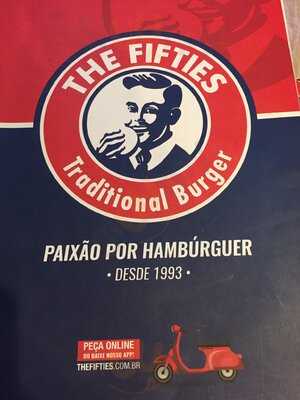 THE FIFTIES
Traditional Burger
PAIXÃO POR HAMBÚRGUER
• DESDE 1993 •
PEÇA ONLINE
OU BAIXE NOSSO APP!
THEFIFTIES.COM.BR